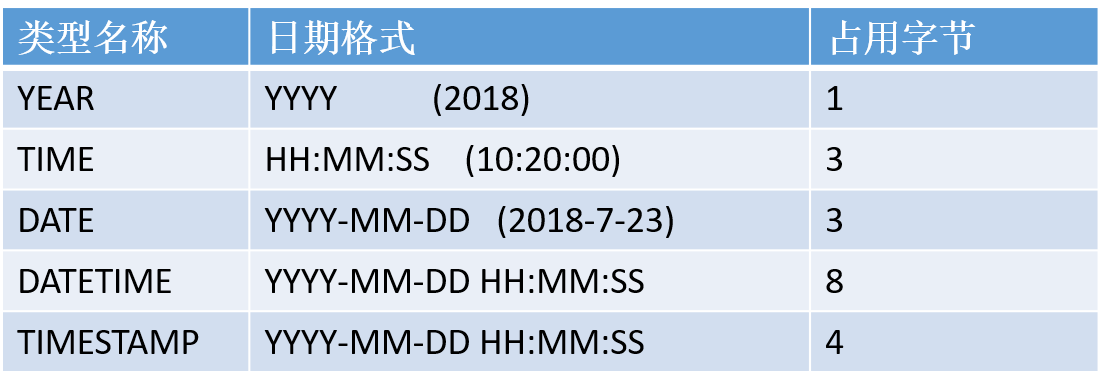 类型名称 日期格式 占用字节
YEAR YYYY (2018) 1
TIME HH:MM:SS (10:20:00) 3
DATE YYYY-MM-DD (2018-7-23) 3
DATETIME YYYY-MM-DD HH:MM:SS 8
TIMESTAMP YYYY-MM-DD HH:MM:SS 4